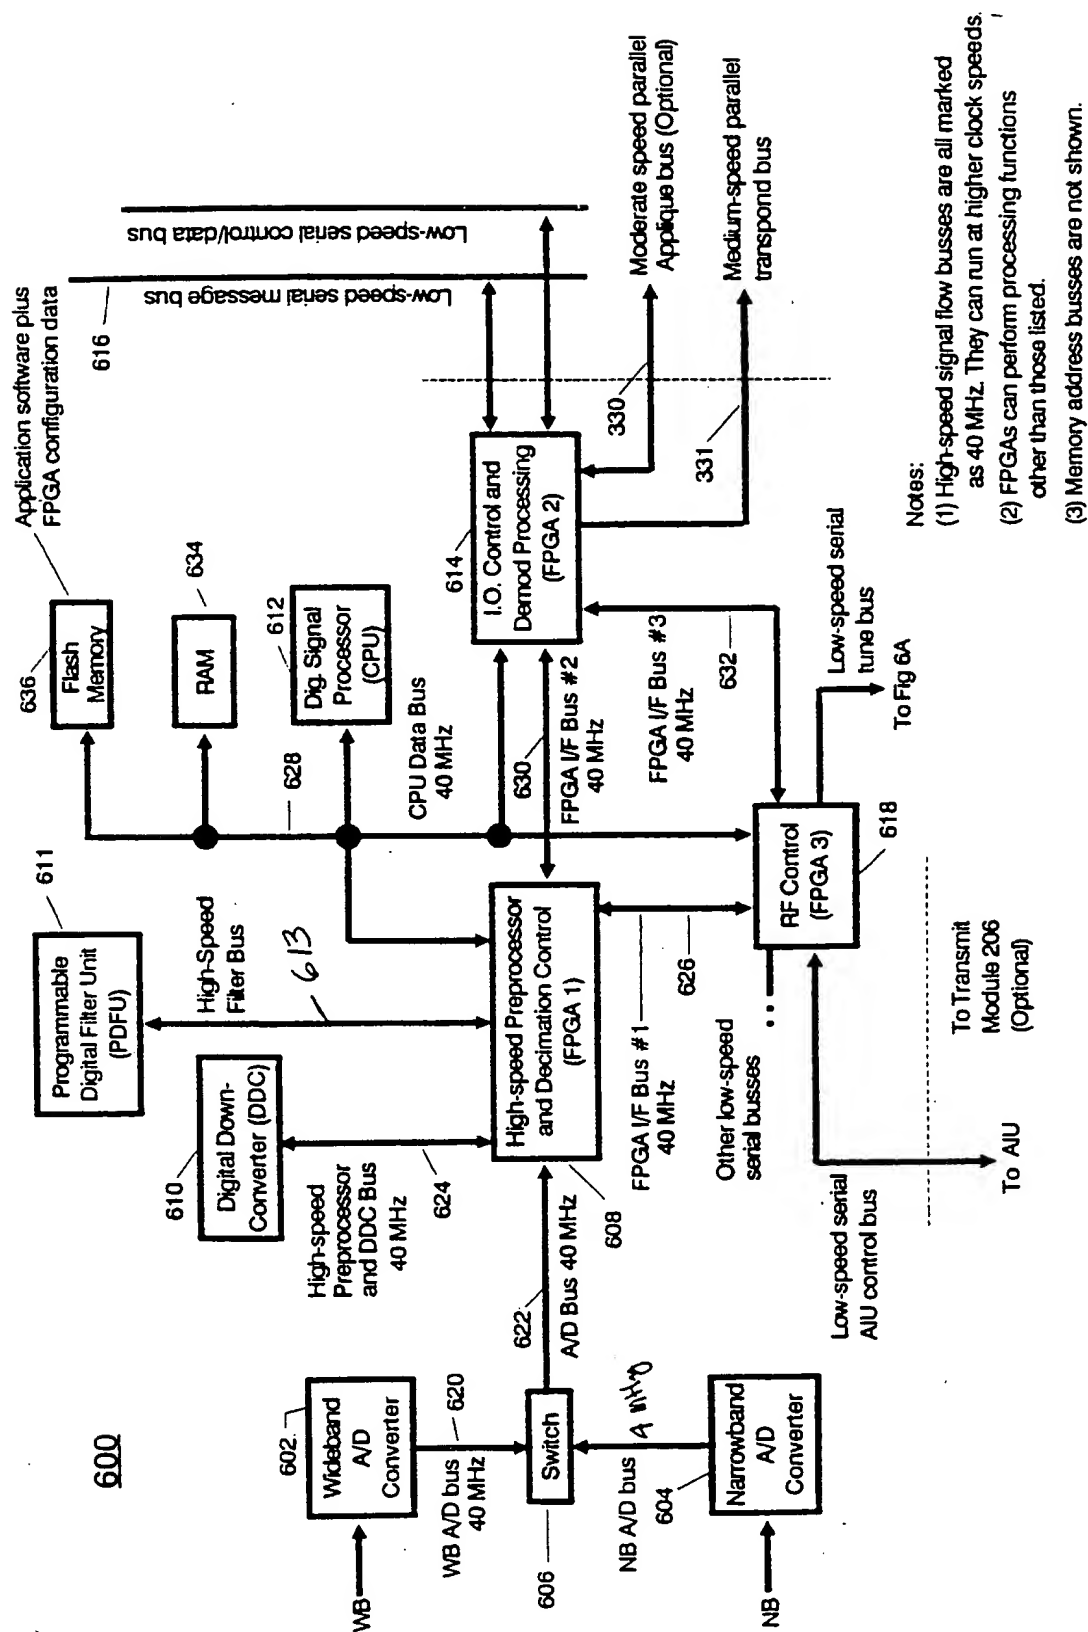 600
WB
602
Wideband
A/D
Converter
620
WB A/D bus
40 MHz
606
Switch
NB A/D bus
604
Narrowband
A/D
Converter
NB
622
A/D Bus 40 MHz
608
610
Digital Down-
Converter (DDC)
High-speed
Preprocessor
and DDC Bus
40 MHz
624
611
Programmable
Digital Filter Unit
(PDFU)
High-Speed
Filter Bus
613
High-speed Preprocessor
and Decimation Control
(FPGA 1)
FPGA I/F Bus #1
40 MHz
626
Other low-speed
serial busses
RF Control
(FPGA 3)
618
Low-speed serial
AIU control bus
To AIU
To Transmit
Module 206
(Optional)
Low-speed serial
tune bus
To Fig 6A
636
Flash
Memory
Application software plus
FPGA configuration data
634
RAM
628
612
Dig. Signal
Processor
(CPU)
CPU Data Bus
40 MHz
630
FPGA I/F Bus #2
40 MHz
FPGA I/F Bus #3
40 MHz
632
614
I.O. Control and
Demod Processing
(FPGA 2)
616
Low-speed serial message bus
Low-speed serial control/data bus
330
Moderate speed parallel
Applique bus (Optional)
331
Medium-speed parallel
transpond bus
Notes:
(1) High-speed signal flow busses are all marked
as 40 MHz. They can run at higher clock speeds.
(2) FPGAs can perform processing functions
other than those listed.
(3) Memory address busses are not shown.